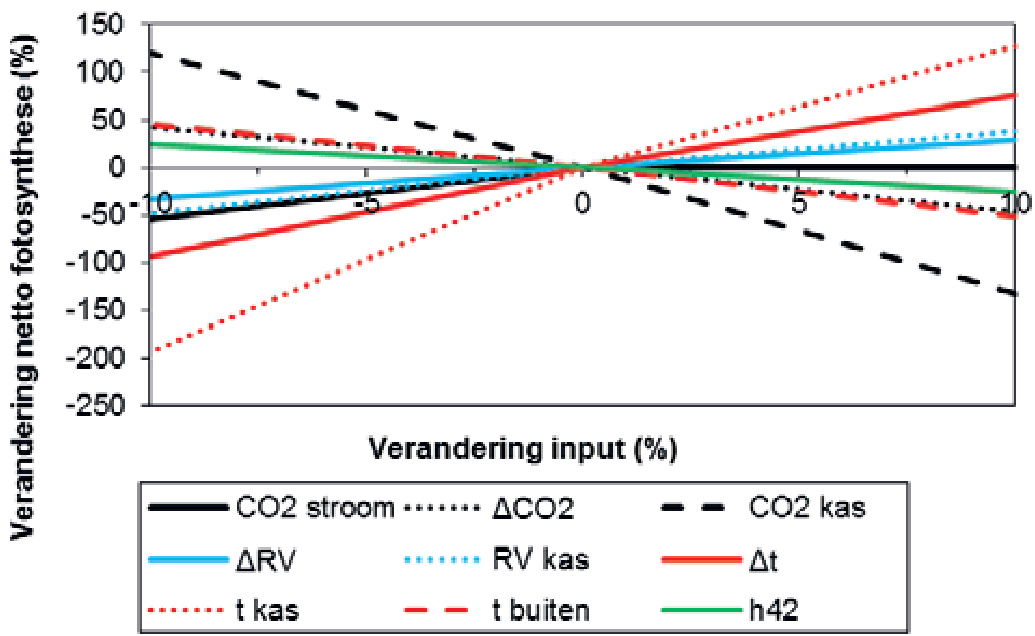 Verandering netto fotosynthese (%)
150
100
50
0
-50
-100
-150
-200
-250
-10
-5
0
5
10
Verandering input (%)
CO2 stroom
ΔCO2
CO2 kas
ΔRV
RV kas
Δt
t kas
t buiten
h42